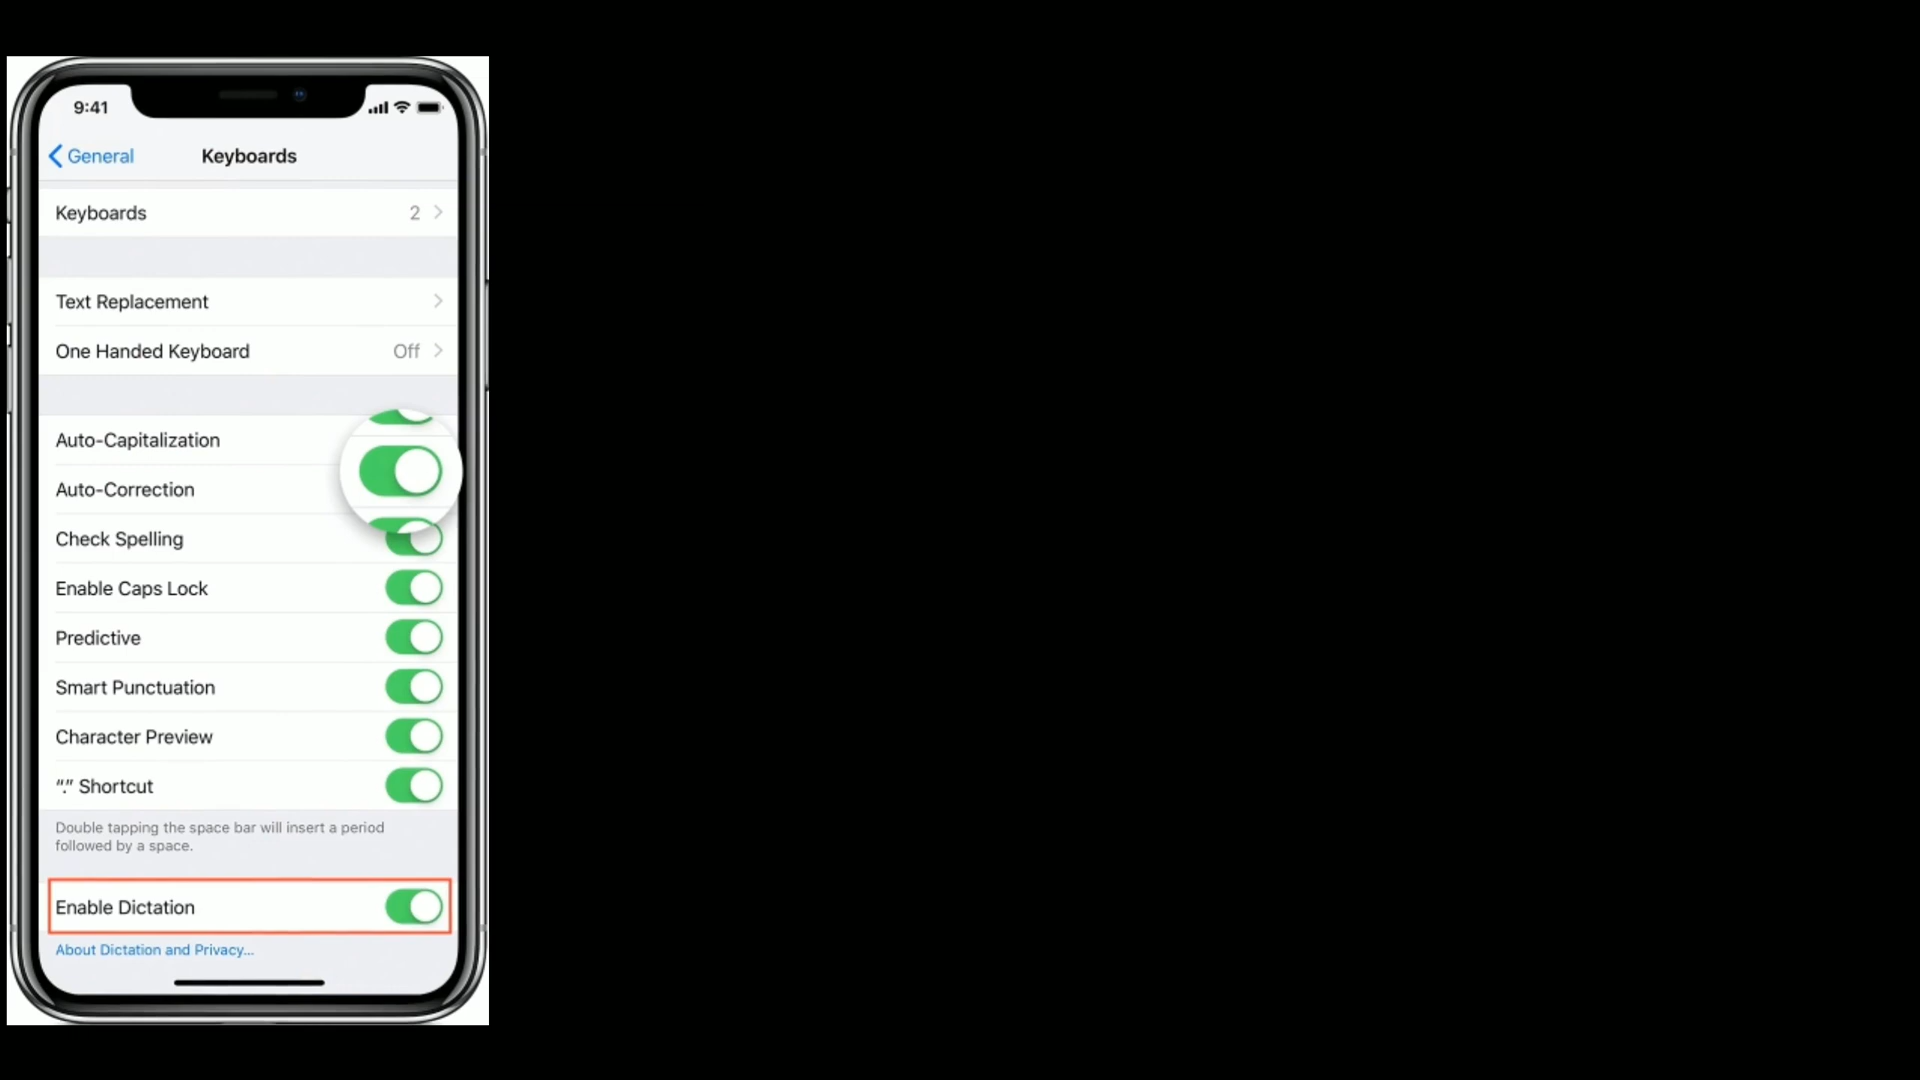 9:41
General
Keyboards
Keyboards 2
Text Replacement
One Handed Keyboard Off
Auto-Capitalization
Auto-Correction
Check Spelling
Enable Caps Lock
Predictive
Smart Punctuation
Character Preview
“.” Shortcut
Double tapping the space bar will insert a period
followed by a space.
Enable Dictation
About Dictation and Privacy...